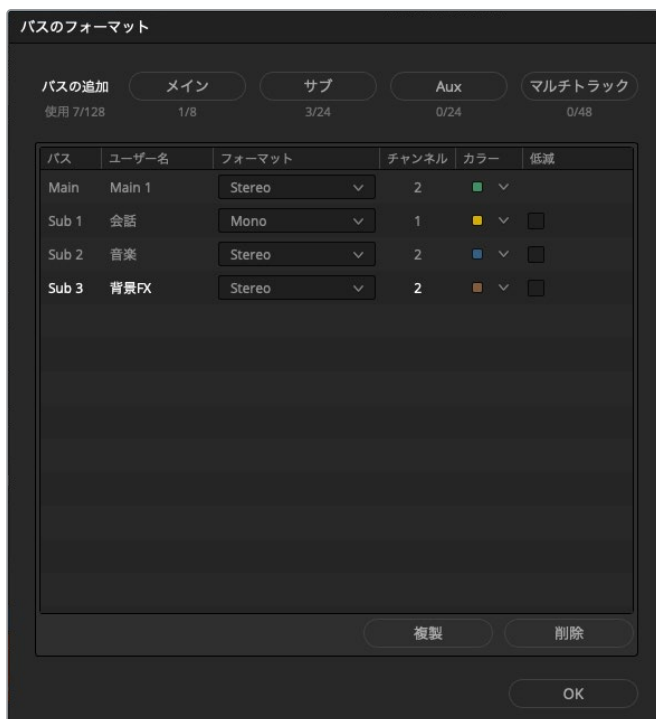 バスのフォーマット
バスの追加 メイン サブ Aux マルチトラック
使用 7/128 1/8 3/24 0/24 0/48
バス ユーザー名 フォーマット チャンネル カラー 低減
Main Main 1 Stereo 2
Sub 1 会話 Mono 1
Sub 2 音楽 Stereo 2
Sub 3 背景FX Stereo 2
複製 削除
OK